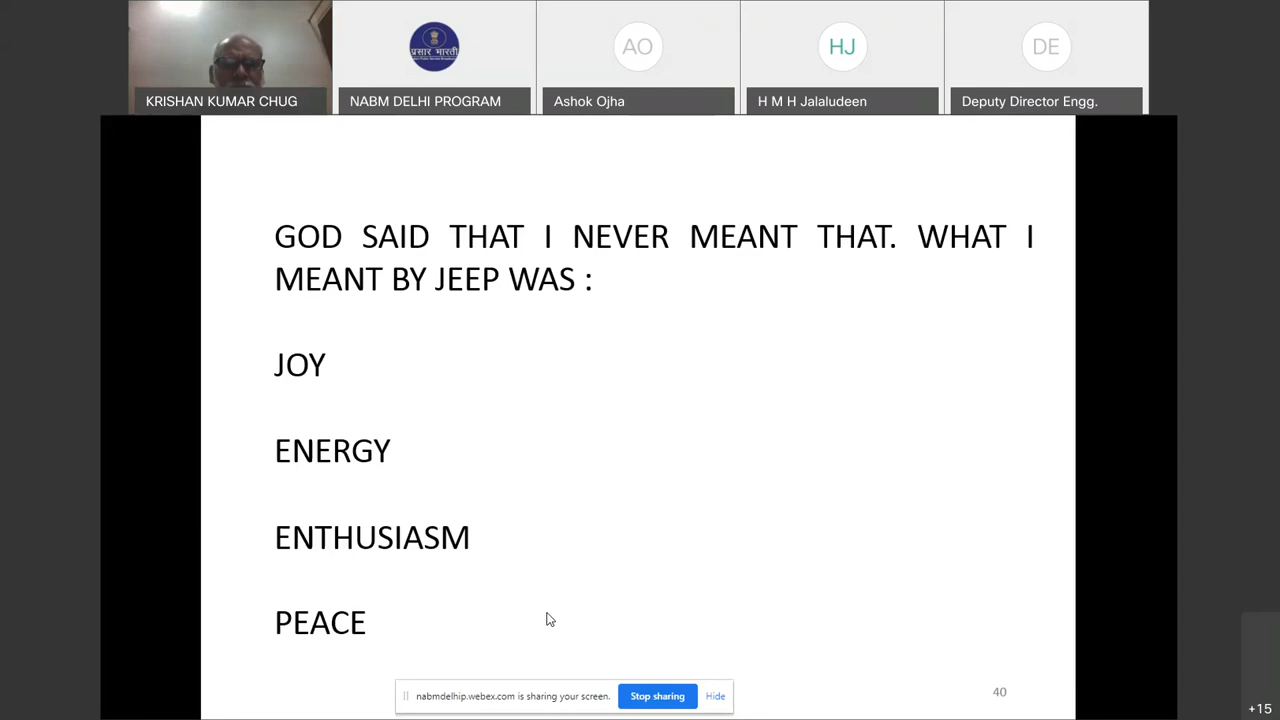 KRISHAN KUMAR CHUG
प्रसार भारती
NABM DELHI PROGRAM
AO
Ashok Ojha
HJ
H M H Jalaludeen
DE
Deputy Director Engg.
GOD SAID THAT I NEVER MEANT THAT. WHAT I
MEANT BY JEEP WAS :
JOY
ENERGY
ENTHUSIASM
PEACE
nabmdelhip.webex.com is sharing your screen. Stop sharing Hide
40
+15